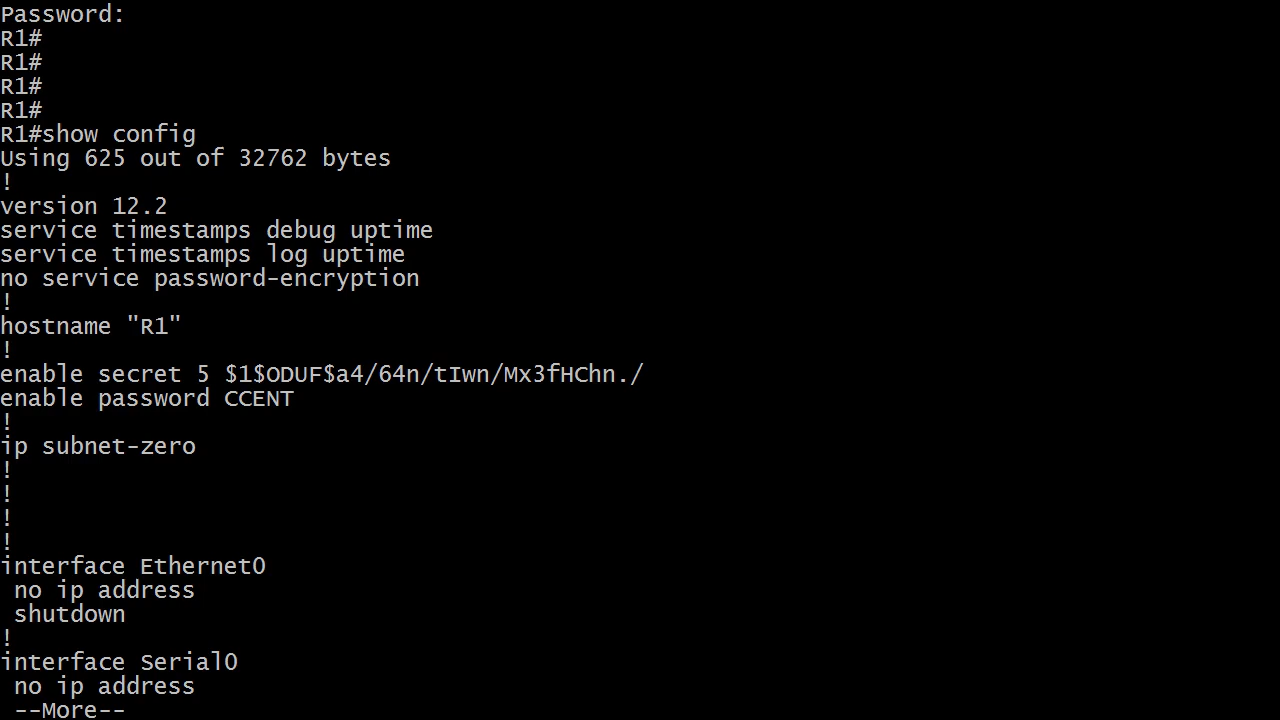 Password:
R1#
R1#
R1#
R1#
R1#show config
Using 625 out of 32762 bytes
!
version 12.2
service timestamps debug uptime
service timestamps log uptime
no service password-encryption
!
hostname "R1"
!
enable secret 5 $1$ODUF$a4/64n/tIwn/Mx3fHChn./
enable password CCENT
!
ip subnet-zero
!
!
!
!
interface Ethernet0
 no ip address
 shutdown
!
interface Serial0
 no ip address
 --More--